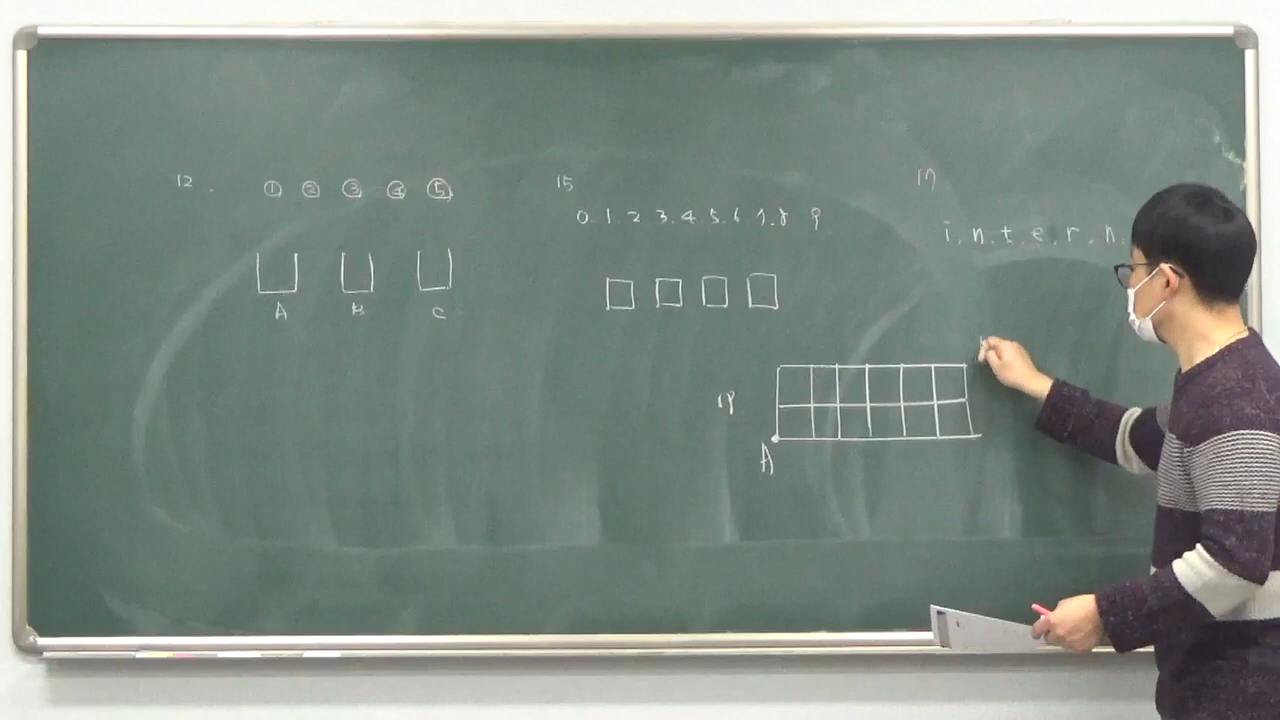 12.
① ② ③ ④ ⑤
A B C
15
0. 1. 2 3. 4. 5. 6 7. 8 9
17
i. n. t. e. r. n.
18
A